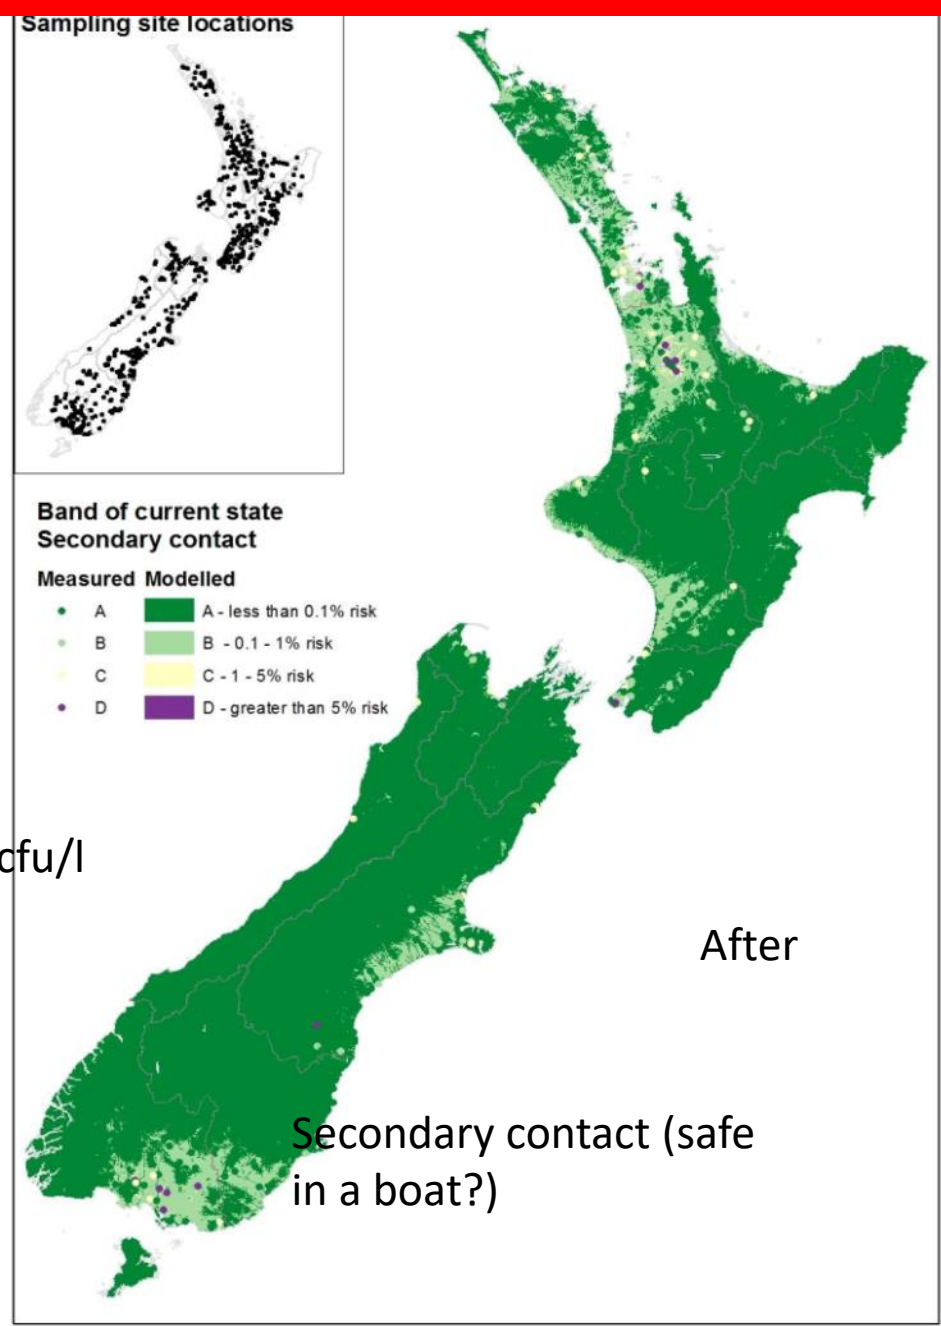 Sampling site locations
Band of current state
Secondary contact
Measured Modelled
A A - less than 0.1% risk
B B - 0.1 - 1% risk
C C - 1 - 5% risk
D D - greater than 5% risk
cfu/l
After
Secondary contact (safe
in a boat?)